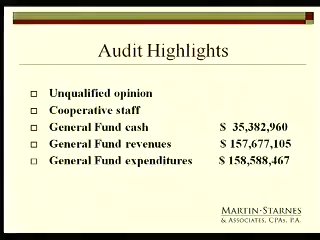 Audit Highlights
Unqualified opinion
Cooperative staff
General Fund cash $ 35,382,960
General Fund revenues $ 157,677,105
General Fund expenditures $ 158,588,467
MARTIN·STARNES
& ASSOCIATES, CPAS, P.A.